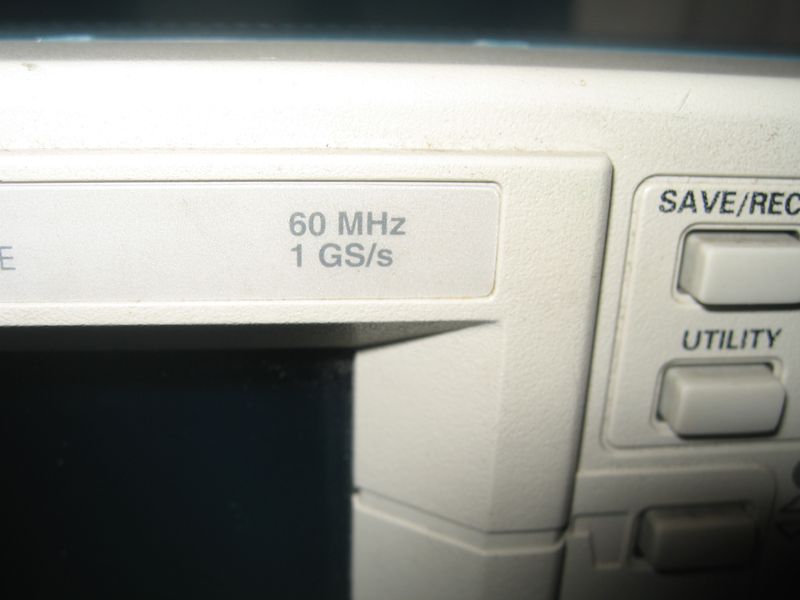 60 MHz
1 GS/s
E
SAVE/REC
UTILITY